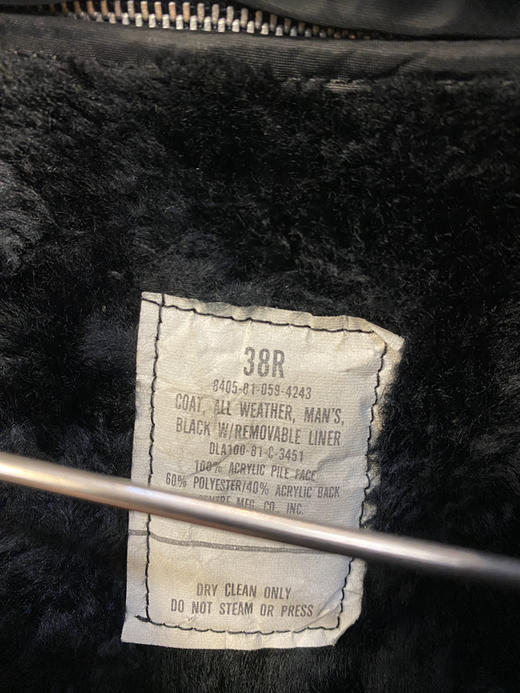 38R
8405-81-059-4243
COAT, ALL WEATHER, MAN'S,
BLACK W/REMOVABLE LINER
DLA100-81-C-3451
100% ACRYLIC PILE FACE
60% POLYESTER/40% ACRYLIC BACK
MFG CO, INC.
DRY CLEAN ONLY
DO NOT STEAM OR PRESS